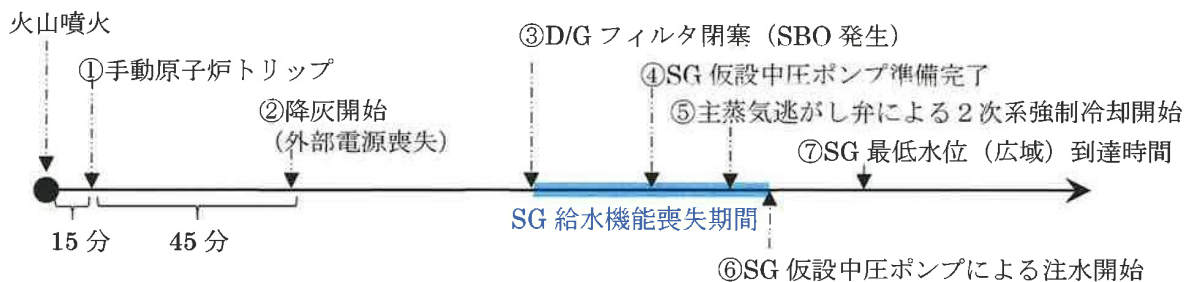 火山噴火
①手動原子炉トリップ
②降灰開始
(外部電源喪失)
③D/G フィルタ閉塞（SBO 発生）
④SG 仮設中圧ポンプ準備完了
⑤主蒸気逃がし弁による２次系強制冷却開始
⑦SG 最低水位（広域）到達時間
15 分
45 分
SG 給水機能喪失期間
⑥SG 仮設中圧ポンプによる注水開始